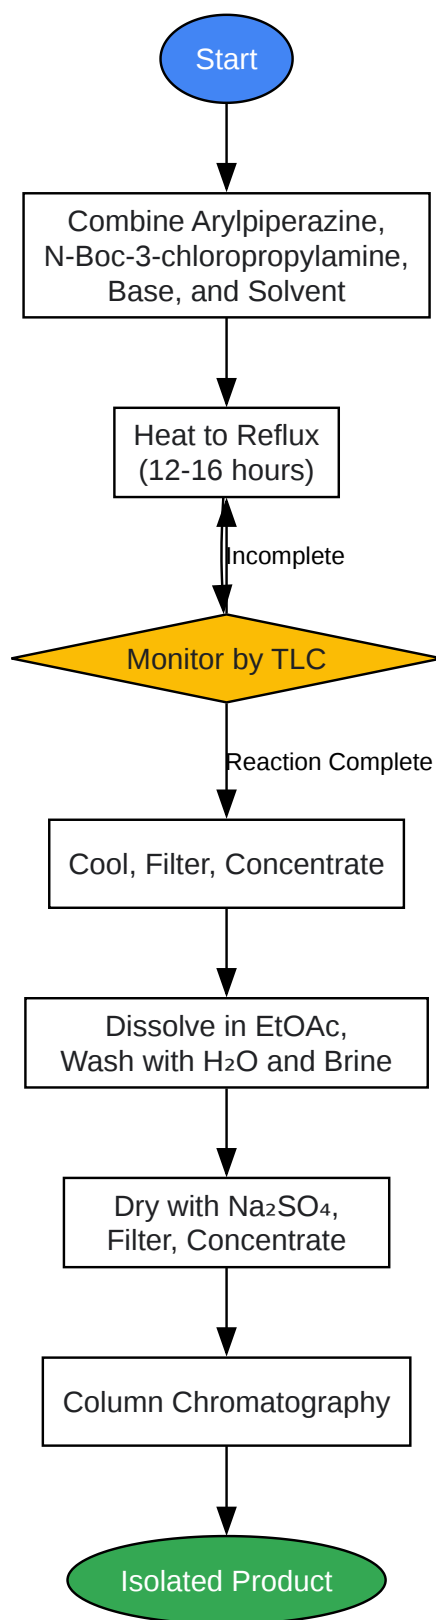 Start
Combine Arylpiperazine,
N-Boc-3-chloropropylamine,
Base, and Solvent
Heat to Reflux
(12-16 hours)
Incomplete
Monitor by TLC
Reaction Complete
Cool, Filter, Concentrate
Dissolve in EtOAc,
Wash with H₂O and Brine
Dry with Na₂SO₄,
Filter, Concentrate
Column Chromatography
Isolated Product